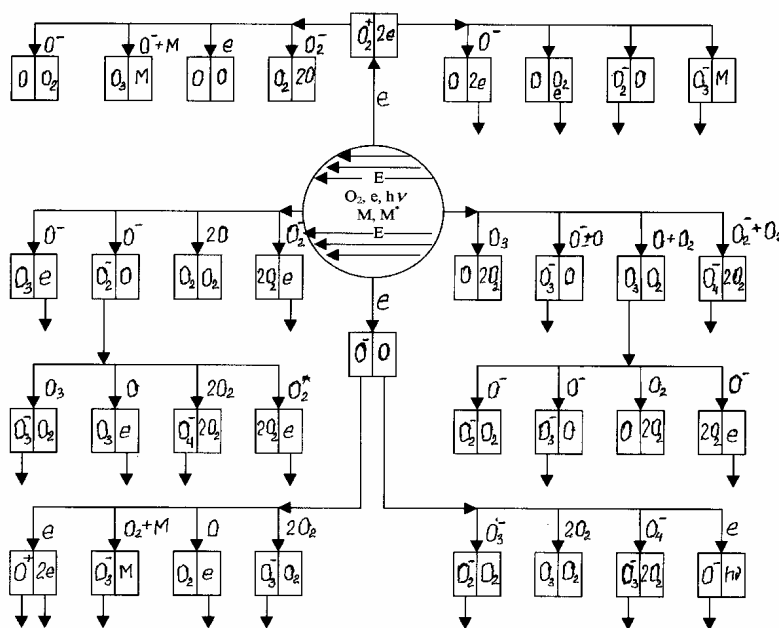 O⁻ O⁻+M e O₂⁻ O₂⁺ 2e O⁻
O O₂ O₃ M O O O₂ 2O O 2e O O₂ e O₂⁻ O O₃⁻ M
e
E
O₂, e, hν
M, M*
E
O⁻ O⁻ 2O O₂⁻ O₃ O⁻+O O+O₂ O₂⁻+O₂
O₃ e O₂⁻ O O₂ O₂ 2O₂ e O 2O₂ O₃⁻ O O₃ O₂ O₄⁻ 2O₂
e
O⁻ O
O₃ O 2O₂ O₂* O⁻ O⁻ O₂ O⁻
O₃⁻ O₂ O₃ e O₄⁻ 2O₂ 2O₂ e O₂⁻ O₂ O₃⁻ O O 2O₂ 2O₂ e
e O₂+M O 2O₂ O₃⁻ 2O₂ O₄⁻ e
O⁺ 2e O₃⁻ M O₂ e O₃⁻ O₂ O₂⁻ O₂ O₃ O₂ O₃⁻ 2O₂ O⁻ hν